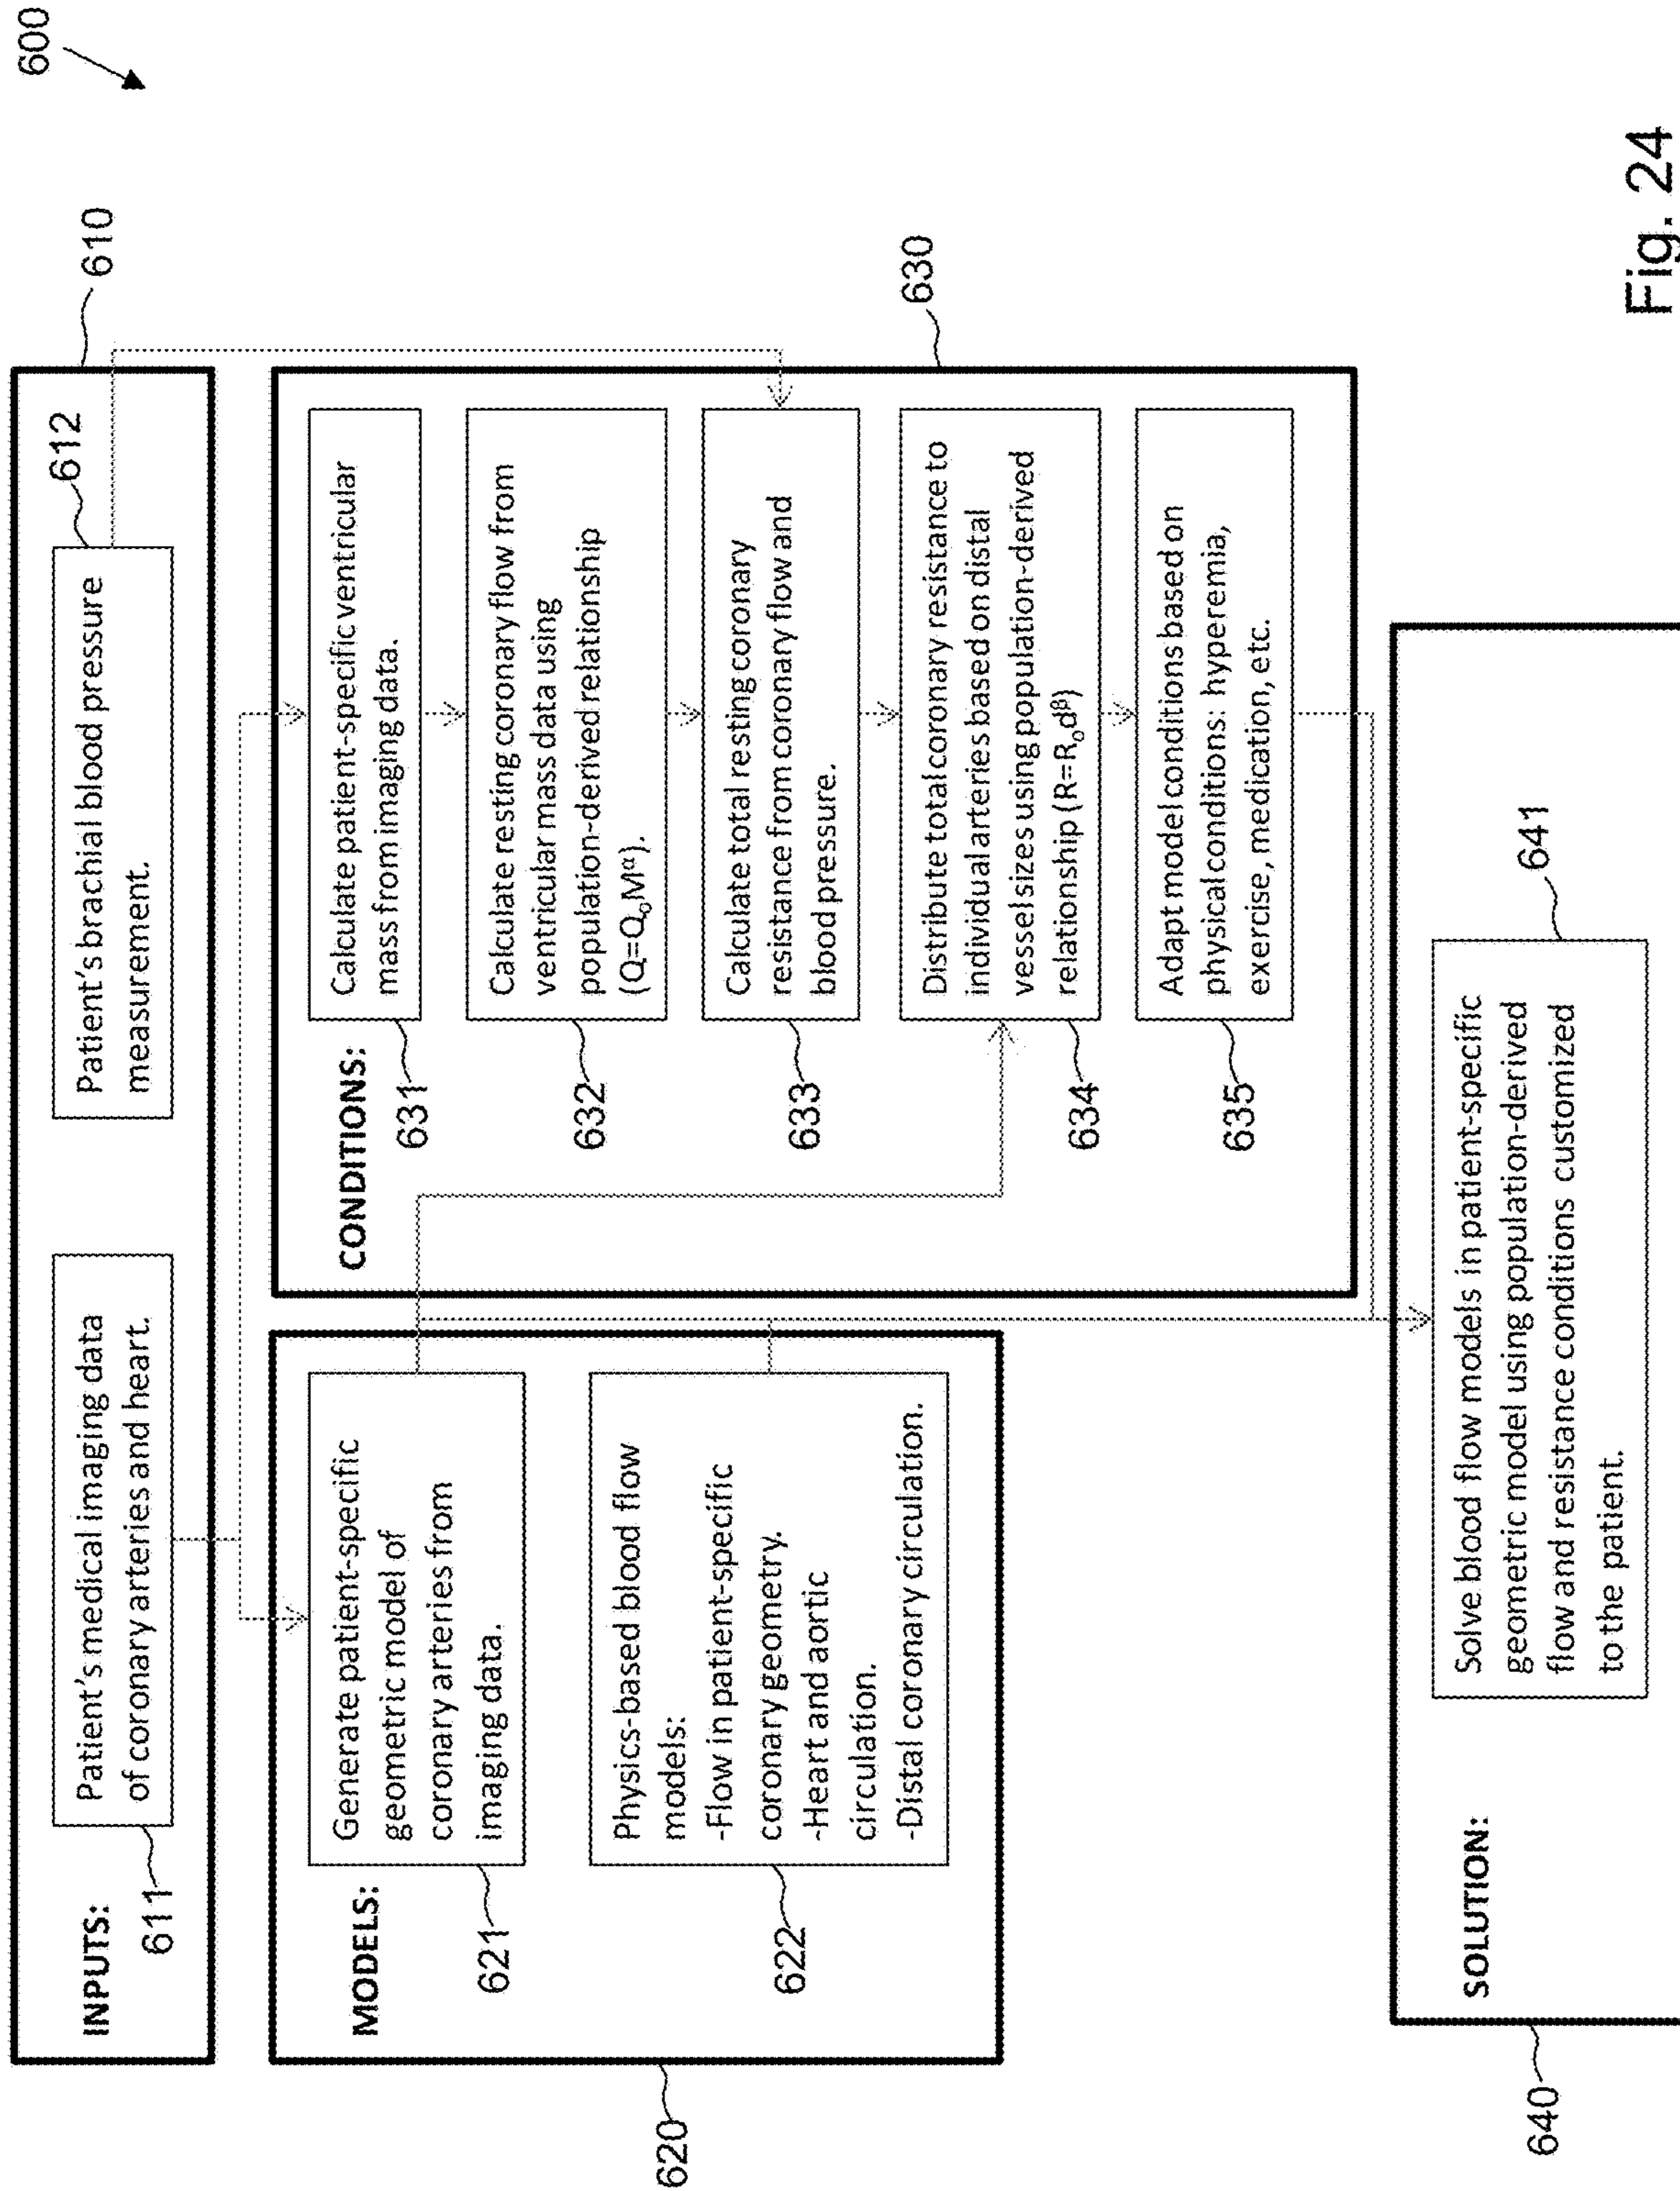 600
610
INPUTS:
611
Patient's medical imaging data
of coronary arteries and heart.
612
Patient's brachial blood pressure
measurement.
620
MODELS:
621
Generate patient-specific
geometric model of
coronary arteries from
imaging data.
622
Physics-based blood flow
models:
-Flow in patient-specific
coronary geometry.
-Heart and aortic
circulation.
-Distal coronary circulation.
630
CONDITIONS:
631
Calculate patient-specific ventricular
mass from imaging data.
632
Calculate resting coronary flow from
ventricular mass data using
population-derived relationship
(Q=QₒMᵅ).
633
Calculate total resting coronary
resistance from coronary flow and
blood pressure.
634
Distribute total coronary resistance to
individual arteries based on distal
vessel sizes using population-derived
relationship (R=Rₒdᵝ)
635
Adapt model conditions based on
physical conditions: hyperemia,
exercise, medication, etc.
640
SOLUTION:
641
Solve blood flow models in patient-specific
geometric model using population-derived
flow and resistance conditions customized
to the patient.
Fig. 24